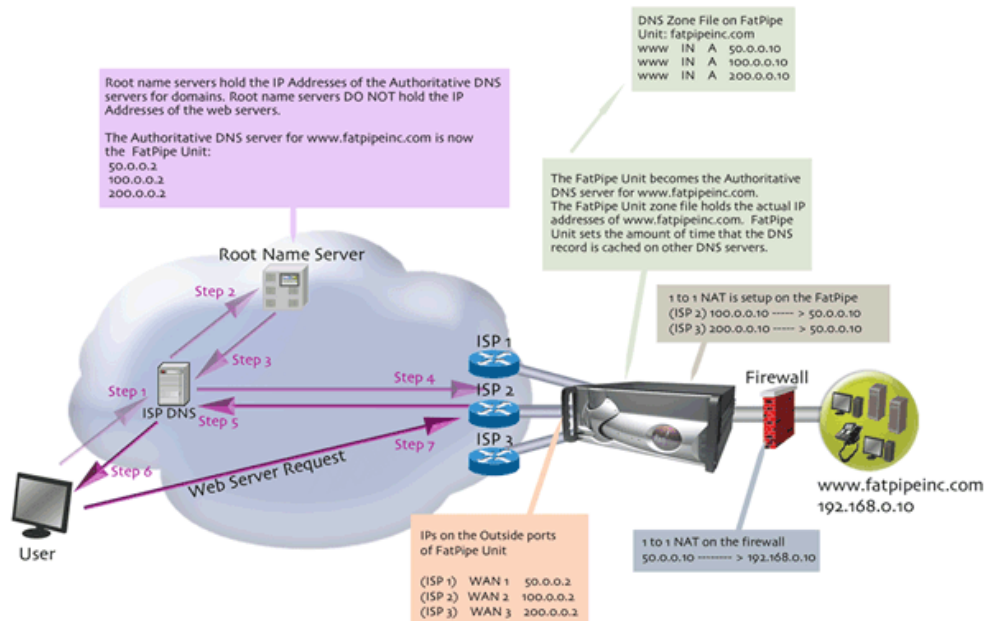 DNS Zone File on FatPipe
Unit: fatpipeinc.com
www IN A 50.0.0.10
www IN A 100.0.0.10
www IN A 200.0.0.10
Root name servers hold the IP Addresses of the Authoritative DNS
servers for domains. Root name servers DO NOT hold the IP
Addresses of the web servers.
The Authoritative DNS server for www.fatpipeinc.com is now
the FatPipe Unit:
50.0.0.2
100.0.0.2
200.0.0.2
The FatPipe Unit becomes the Authoritative
DNS server for www.fatpipeinc.com.
The FatPipe Unit zone file holds the actual IP
addresses of www.fatpipeinc.com. FatPipe
Unit sets the amount of time that the DNS
record is cached on other DNS servers.
Root Name Server
Step 2
1 to 1 NAT is setup on the FatPipe
(ISP 2) 100.0.0.10 ----- > 50.0.0.10
(ISP 3) 200.0.0.10 ----- > 50.0.0.10
ISP 1
Step 3
Step 4
Firewall
Step 1
ISP 2
ISP DNS
Step 5
Step 7
ISP 3
Step 6
Web Server Request
www.fatpipeinc.com
192.168.0.10
User
IPs on the Outside ports
of FatPipe Unit
(ISP 1) WAN 1 50.0.0.2
(ISP 2) WAN 2 100.0.0.2
(ISP 3) WAN 3 200.0.0.2
1 to 1 NAT on the firewall
50.0.0.10 -------- > 192.168.0.10